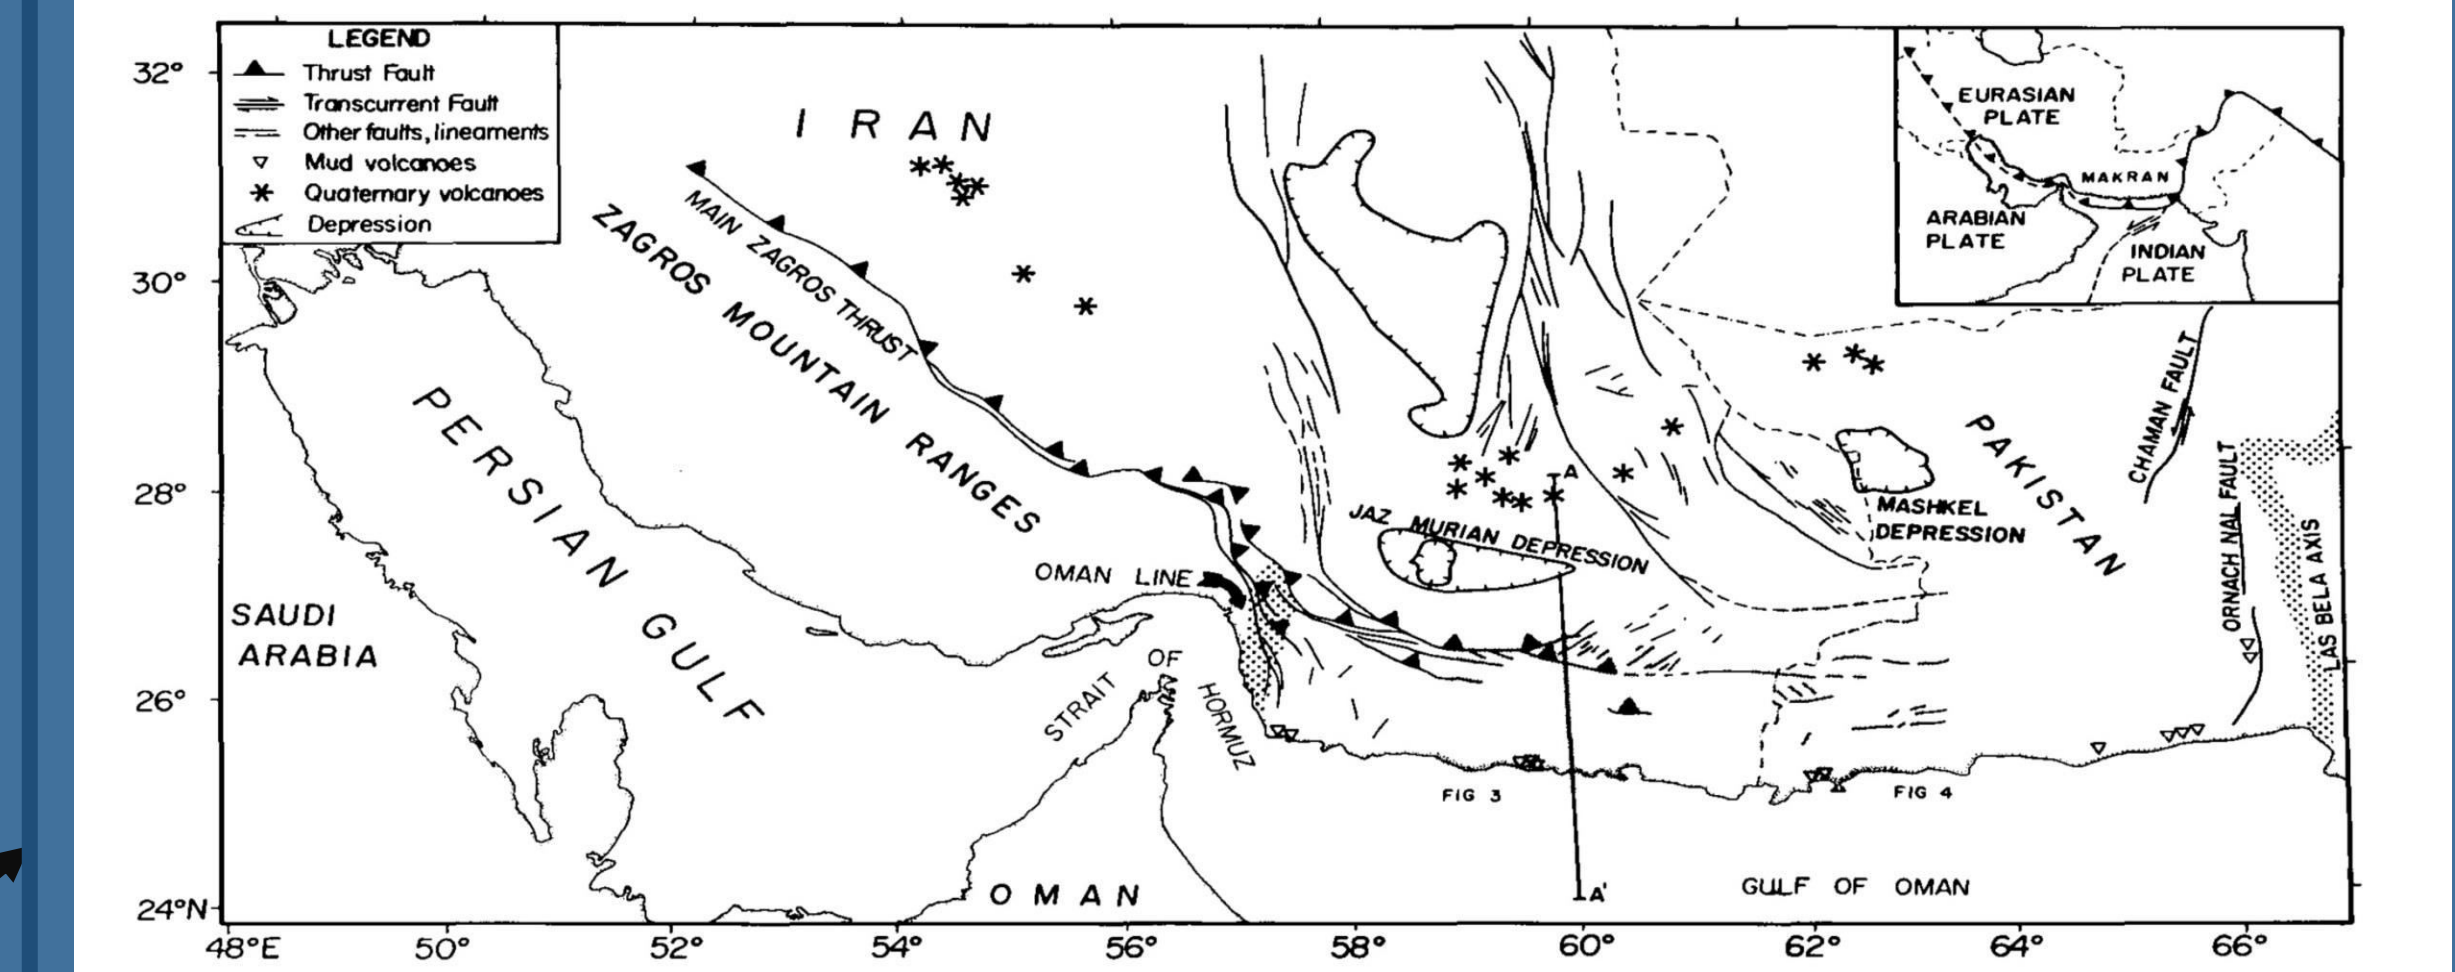 LEGEND
Thrust Fault
Transcurrent Fault
Other faults, lineaments
Mud volcanoes
Quaternary volcanoes
Depression
32°
30°
28°
26°
24°N
48°E
50°
52°
54°
56°
58°
60°
62°
64°
66°
IRAN
MAIN ZAGROS THRUST
ZAGROS MOUNTAIN RANGES
PERSIAN GULF
SAUDI
ARABIA
OMAN LINE
STRAIT
OF
HORMUZ
OMAN
JAZ MURIAN DEPRESSION
A
A'
FIG 3
FIG 4
GULF OF OMAN
MASHKEL
DEPRESSION
PAKISTAN
CHAMAN FAULT
ORNACH NAL FAULT
LAS BELA AXIS
EURASIAN
PLATE
MAKRAN
ARABIAN
PLATE
INDIAN
PLATE